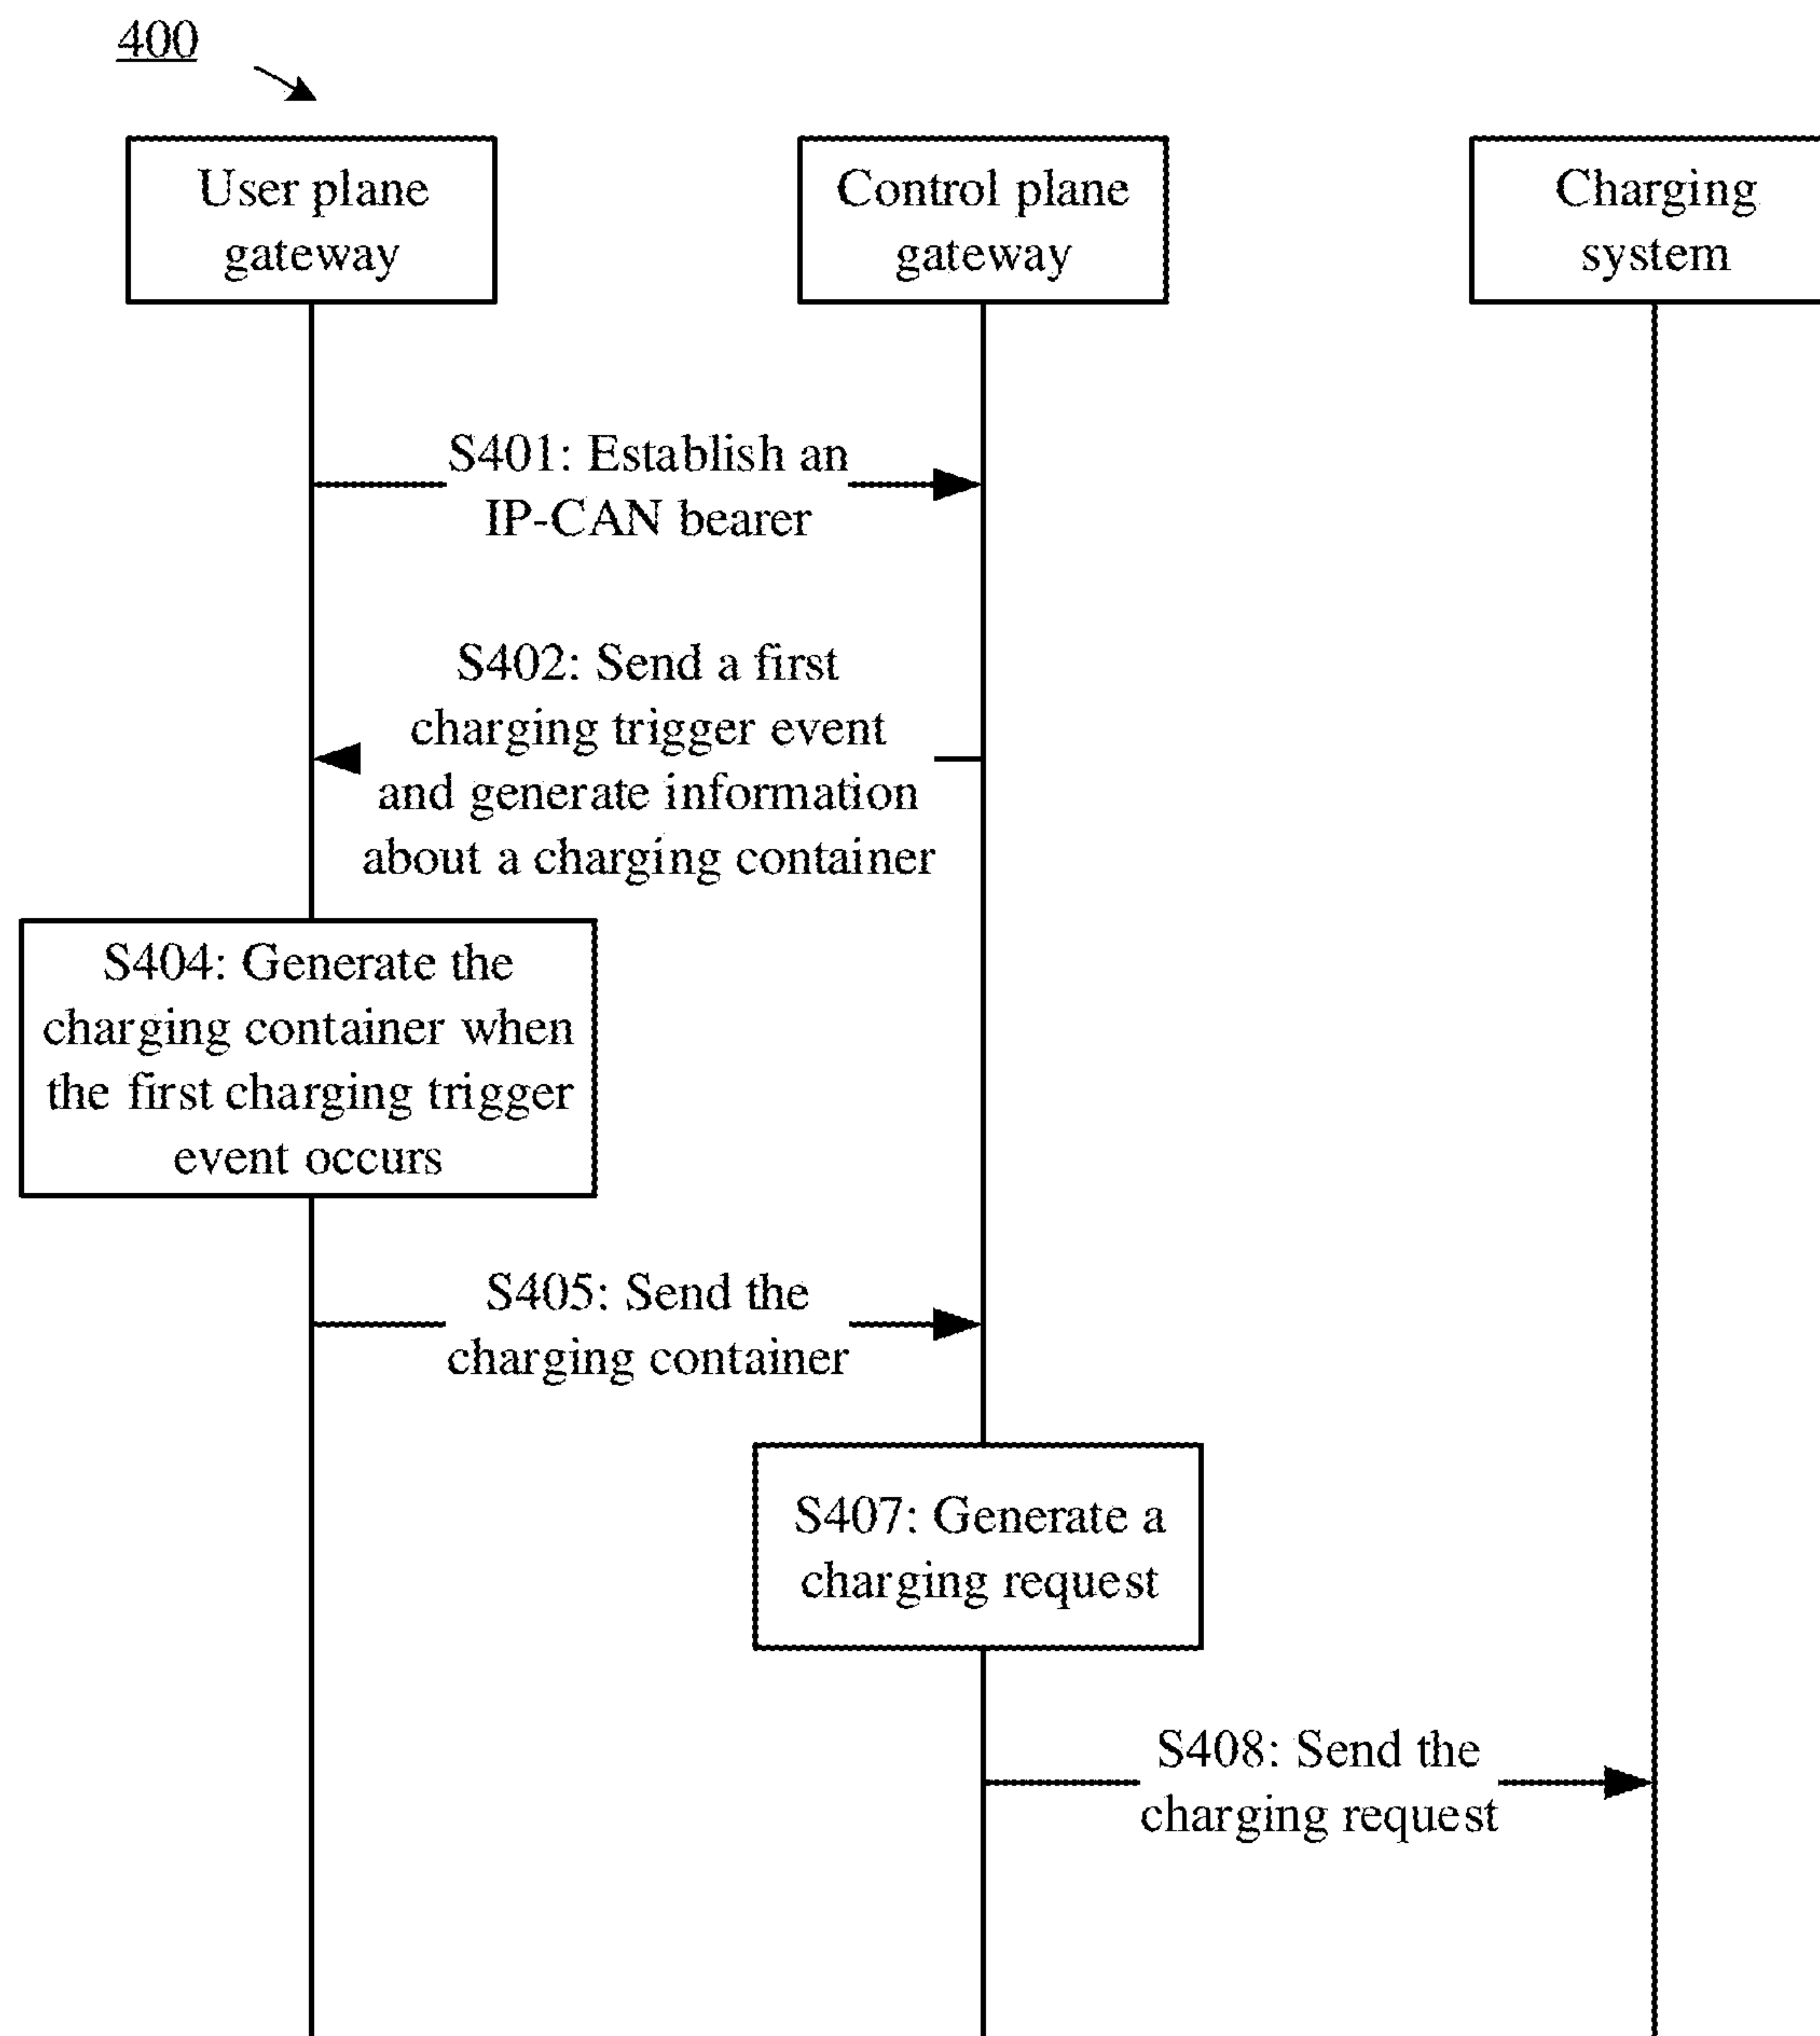 400
User plane
gateway
Control plane
gateway
Charging
system
S401: Establish an
IP-CAN bearer
S402: Send a first
charging trigger event
and generate information
about a charging container
S404: Generate the
charging container when
the first charging trigger
event occurs
S405: Send the
charging container
S407: Generate a
charging request
S408: Send the
charging request